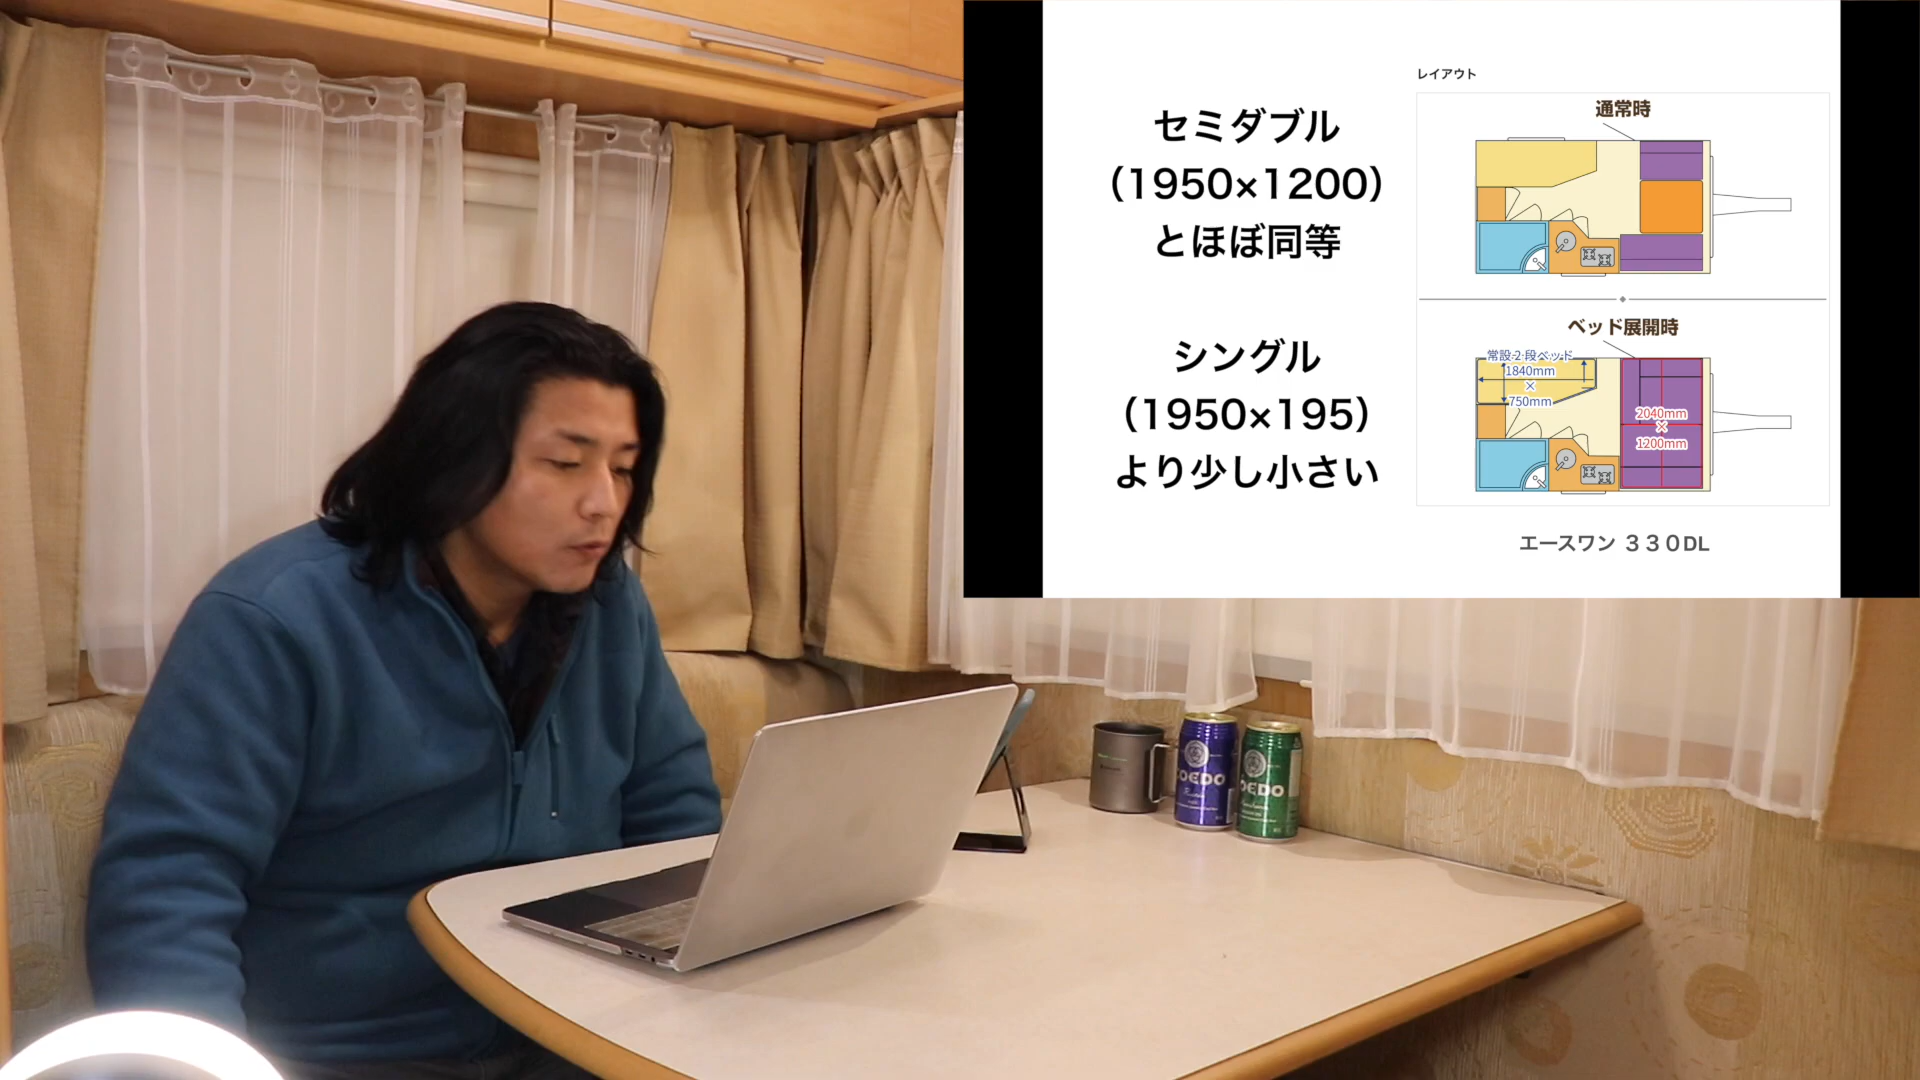 セミダブル
（1950×1200）
とほぼ同等
シングル
（1950×195）
より少し小さい
レイアウト
通常時
ベッド展開時
常設2段ベッド
1840mm
×
750mm
2040mm
×
1200mm
エースワン ３３０DL
COEDO
OEDO